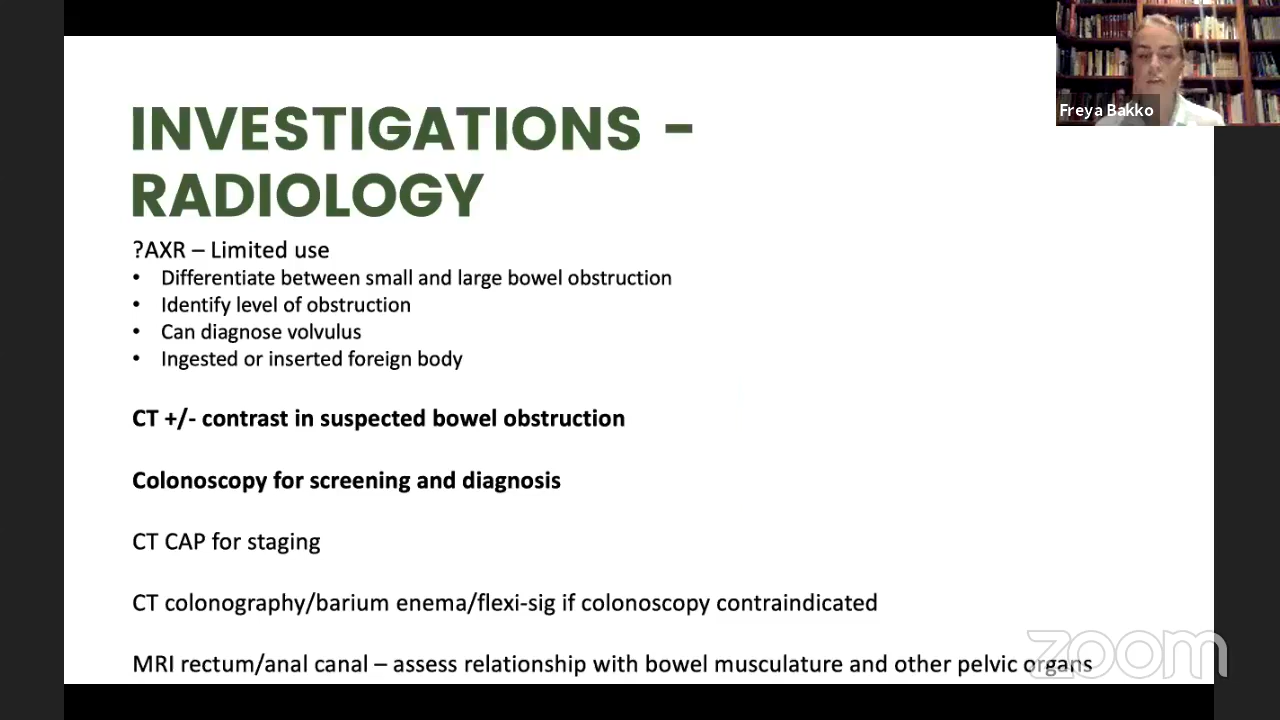 Freya Bakko
INVESTIGATIONS –
RADIOLOGY
?AXR – Limited use
• Differentiate between small and large bowel obstruction
• Identify level of obstruction
• Can diagnose volvulus
• Ingested or inserted foreign body
CT +/- contrast in suspected bowel obstruction
Colonoscopy for screening and diagnosis
CT CAP for staging
CT colonography/barium enema/flexi-sig if colonoscopy contraindicated
MRI rectum/anal canal – assess relationship with bowel musculature and other pelvic organs
zoom